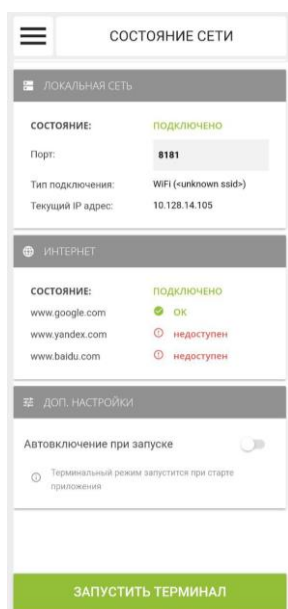 СОСТОЯНИЕ СЕТИ
ЛОКАЛЬНАЯ СЕТЬ
СОСТОЯНИЕ: ПОДКЛЮЧЕНО
Порт: 8181
Тип подключения: WiFi (<unknown ssid>)
Текущий IP адрес: 10.128.14.105
ИНТЕРНЕТ
СОСТОЯНИЕ: ПОДКЛЮЧЕНО
www.google.com ОК
www.yandex.com недоступен
www.baidu.com недоступен
ДОП. НАСТРОЙКИ
Автовключение при запуске
Терминальный режим запустится при старте
приложения
ЗАПУСТИТЬ ТЕРМИНАЛ